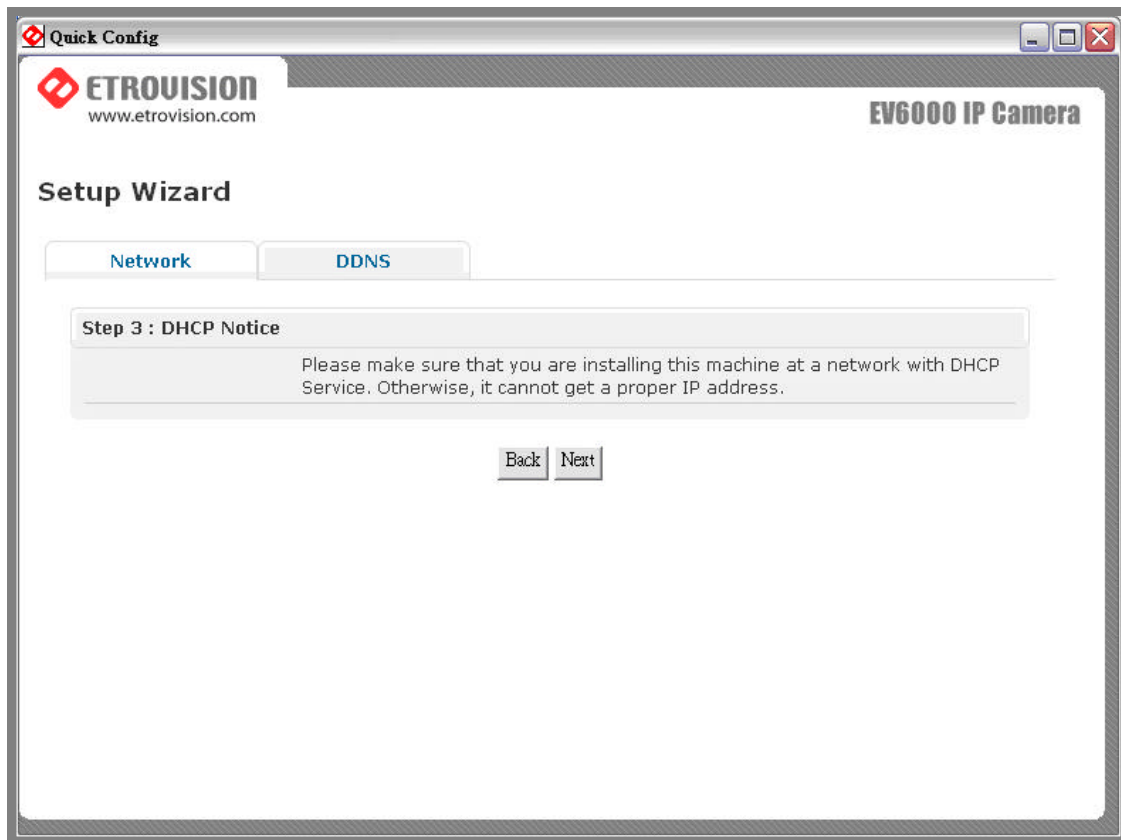 Quick Config
ETROVISION
www.etrovision.com
EV6000 IP Camera
Setup Wizard
Network
DDNS
Step 3 : DHCP Notice
Please make sure that you are installing this machine at a network with DHCP
Service. Otherwise, it cannot get a proper IP address.
Back
Next